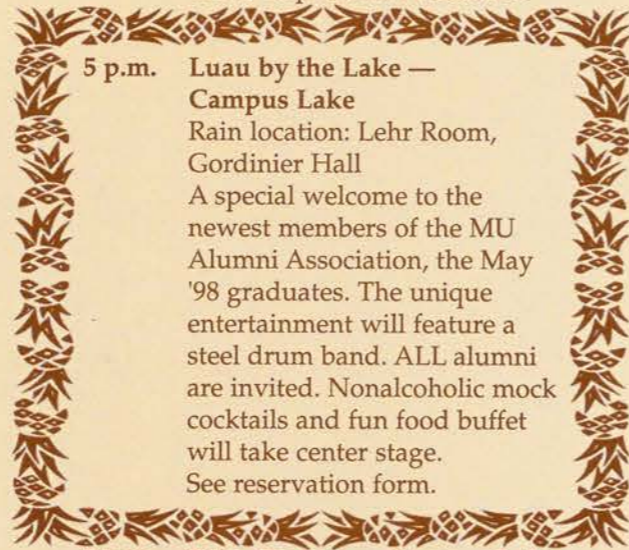 5 p.m. Luau by the Lake —
Campus Lake
Rain location: Lehr Room,
Gordinier Hall
A special welcome to the
newest members of the MU
Alumni Association, the May
'98 graduates. The unique
entertainment will feature a
steel drum band. ALL alumni
are invited. Nonalcoholic mock
cocktails and fun food buffet
will take center stage.
See reservation form.